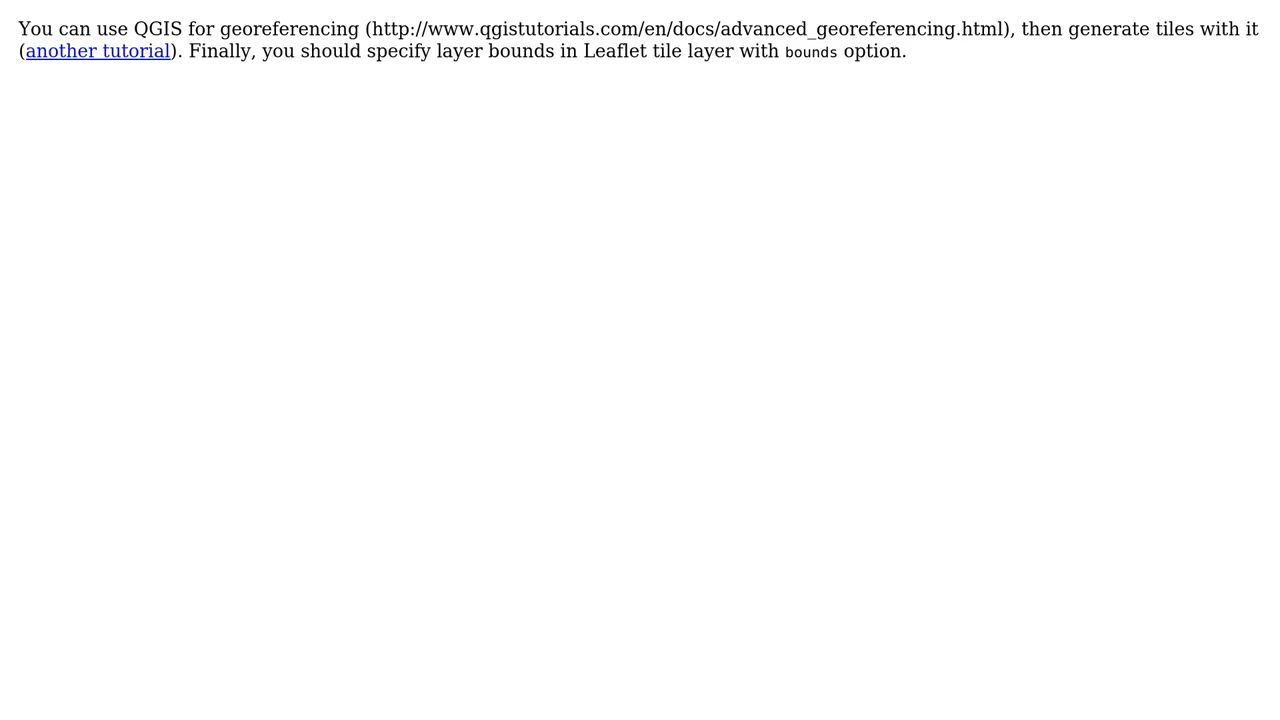 You can use QGIS for georeferencing (http://www.qgistutorials.com/en/docs/advanced_georeferencing.html), then generate tiles with it
(another tutorial). Finally, you should specify layer bounds in Leaflet tile layer with bounds option.